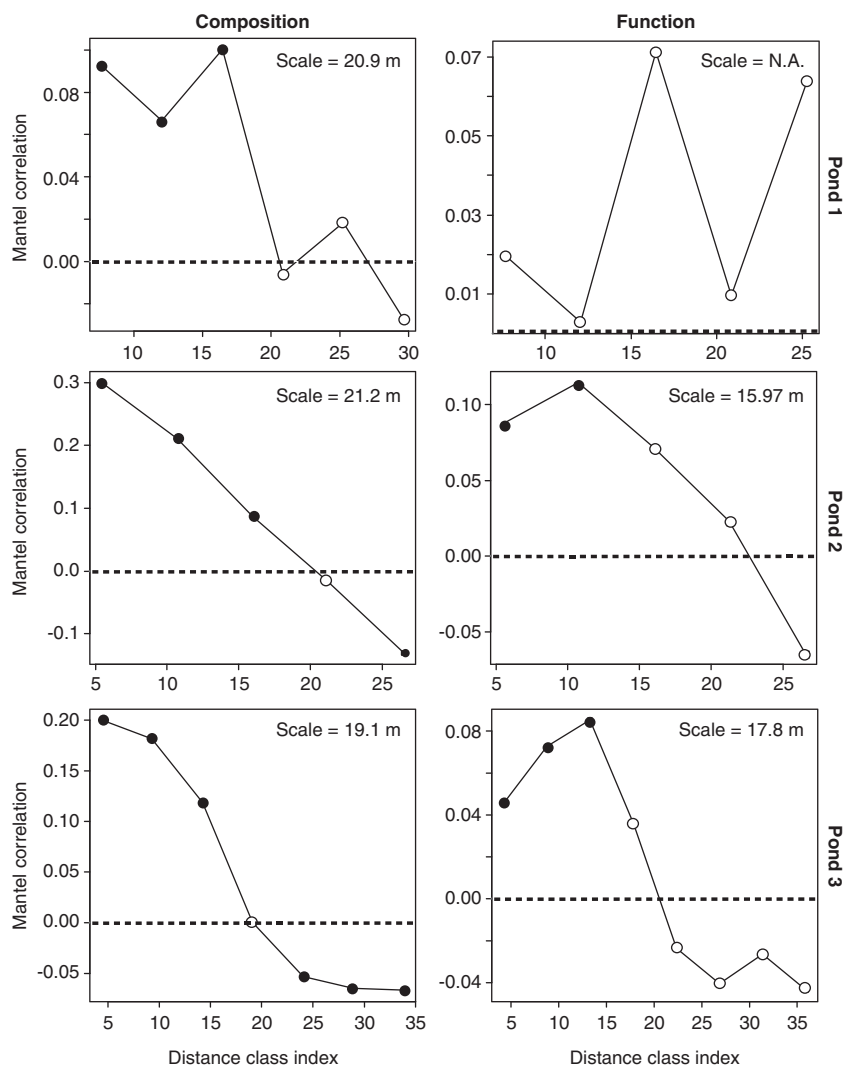 Composition
Function
Scale = 20.9 m
Scale = N.A.
Mantel correlation
0.08
0.04
0.00
10 15 20 25 30
0.07
0.05
0.03
0.01
10 15 20 25
Pond 1
Scale = 21.2 m
Scale = 15.97 m
Mantel correlation
0.3
0.2
0.1
0.0
-0.1
5 10 15 20 25
0.10
0.05
0.00
-0.05
5 10 15 20 25
Pond 2
Scale = 19.1 m
Scale = 17.8 m
Mantel correlation
0.20
0.15
0.10
0.05
0.00
-0.05
5 10 15 20 25 30 35
0.08
0.04
0.00
-0.04
5 10 15 20 25 30 35
Pond 3
Distance class index
Distance class index